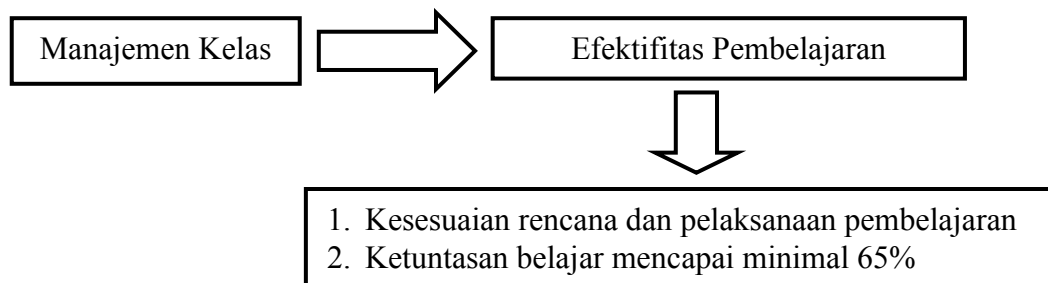 Manajemen Kelas
Efektifitas Pembelajaran
1. Kesesuaian rencana dan pelaksanaan pembelajaran
2. Ketuntasan belajar mencapai minimal 65%